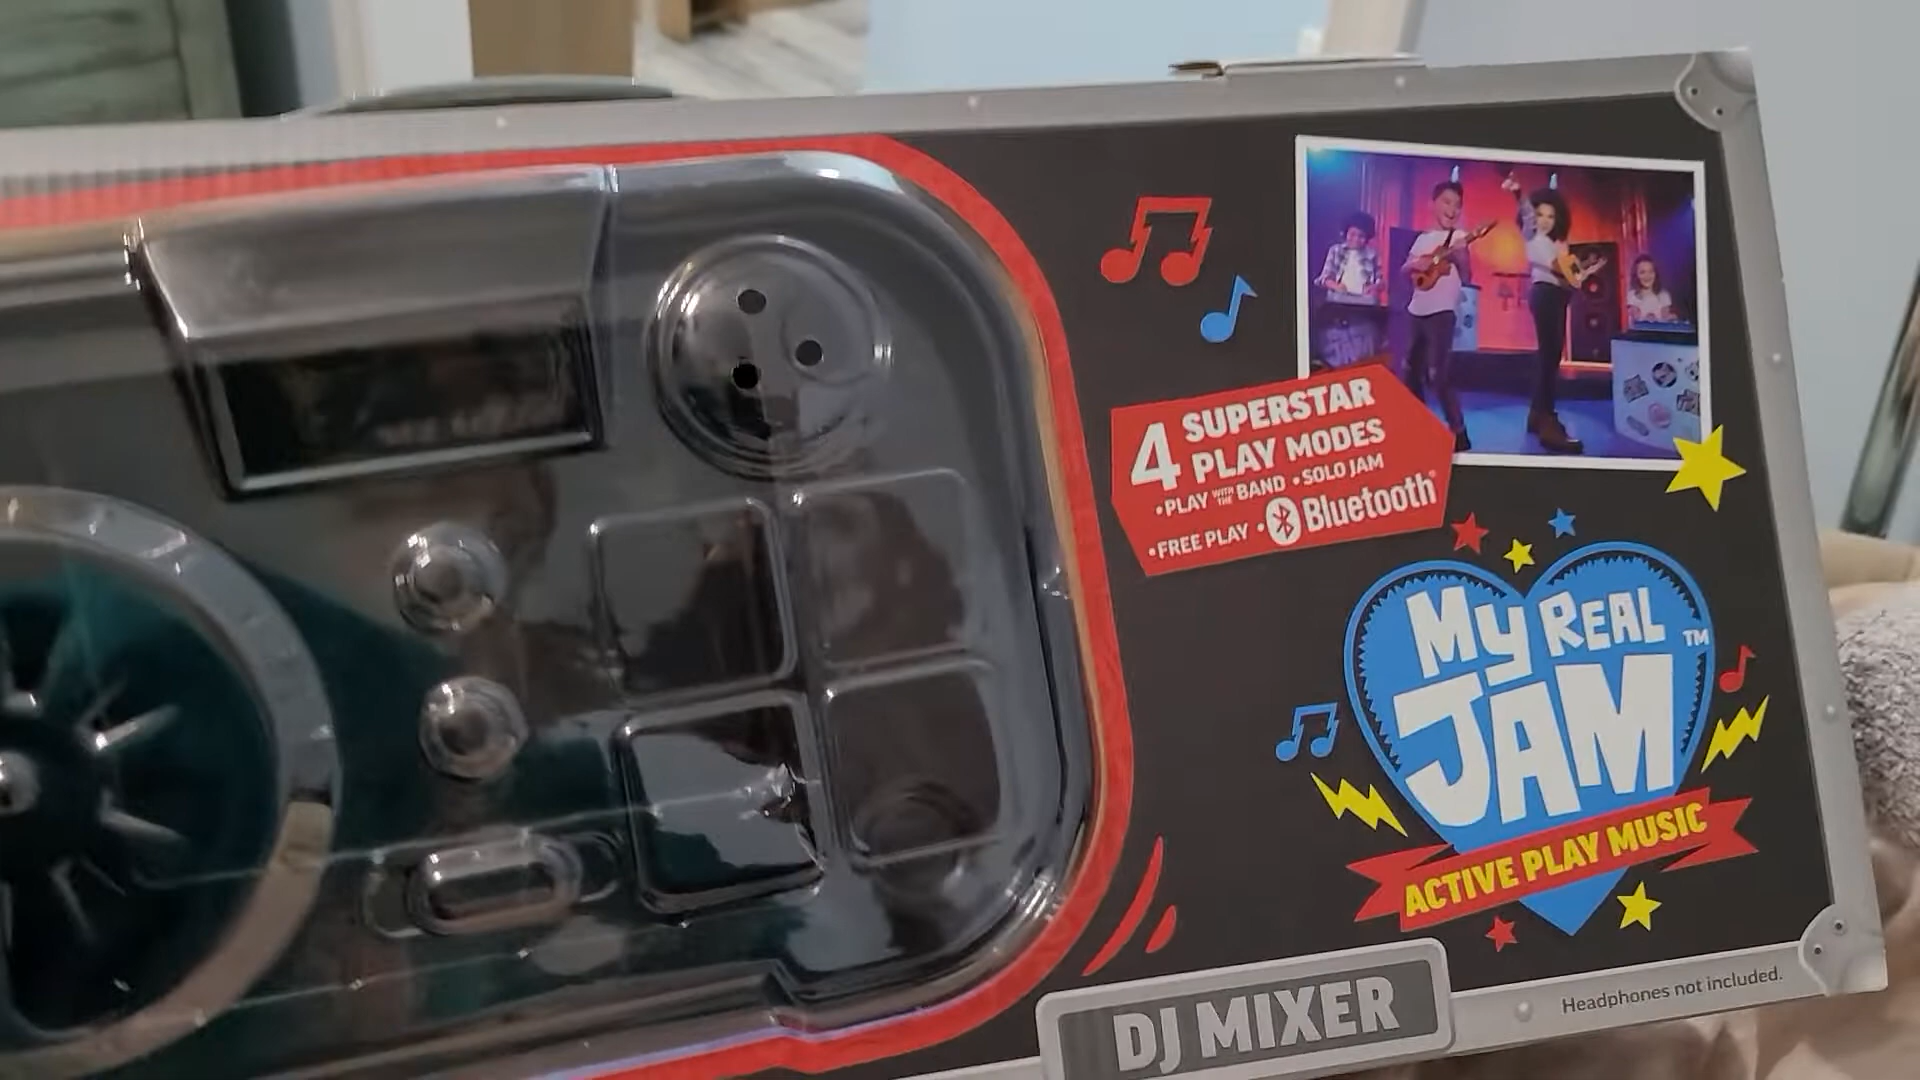 4 SUPERSTAR
PLAY MODES
• PLAY WITH THE BAND • SOLO JAM
• FREE PLAY • Bluetooth®
MY REAL
JAM™
ACTIVE PLAY MUSIC
DJ MIXER
Headphones not included.